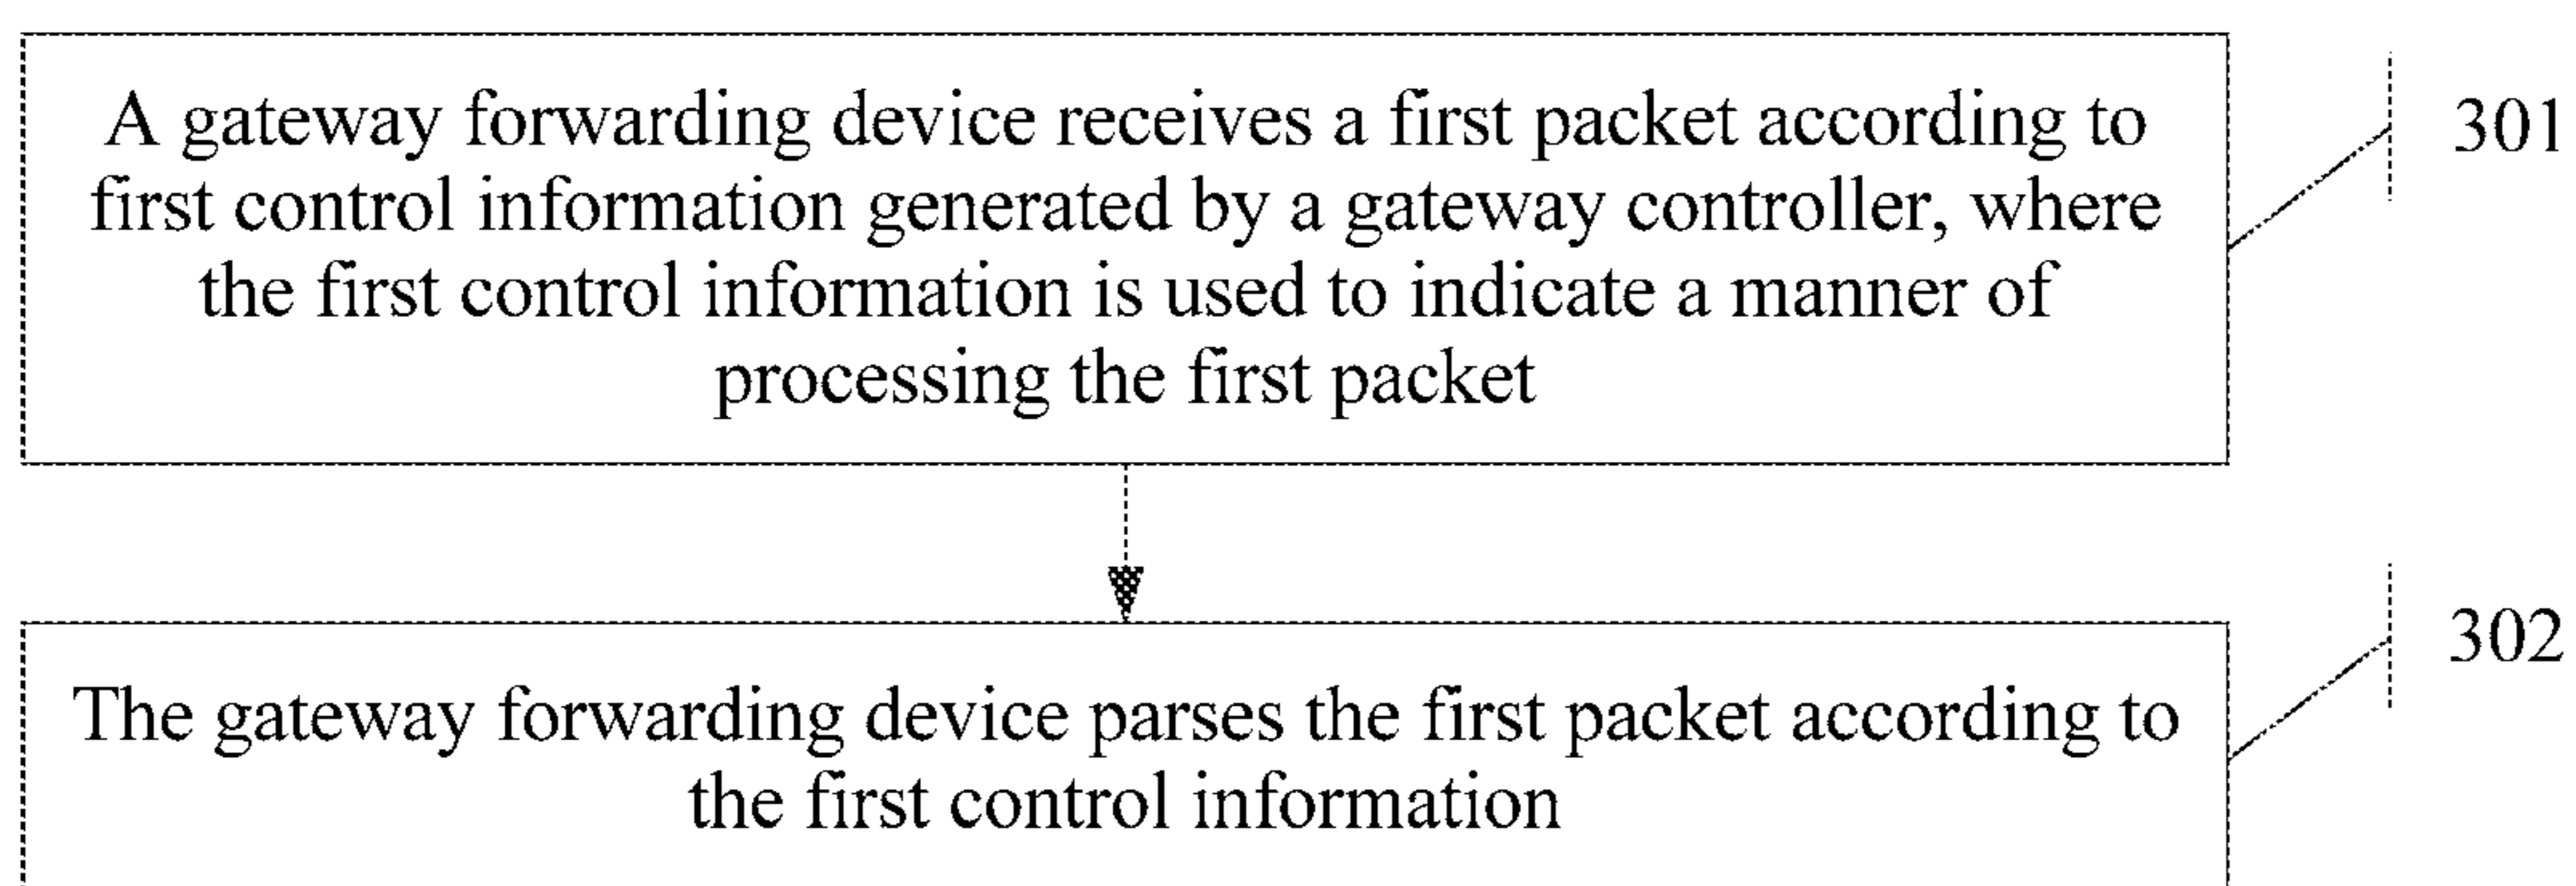 A gateway forwarding device receives a first packet according to
first control information generated by a gateway controller, where
the first control information is used to indicate a manner of
processing the first packet
301
The gateway forwarding device parses the first packet according to
the first control information
302